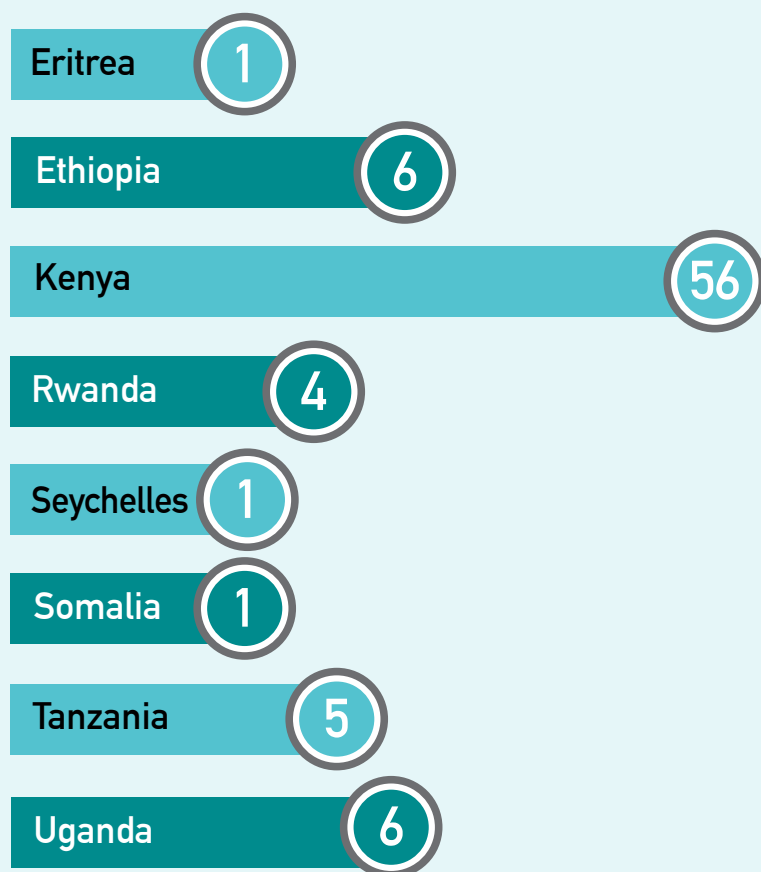 Eritrea 1
Ethiopia 6
Kenya 56
Rwanda 4
Seychelles 1
Somalia 1
Tanzania 5
Uganda 6